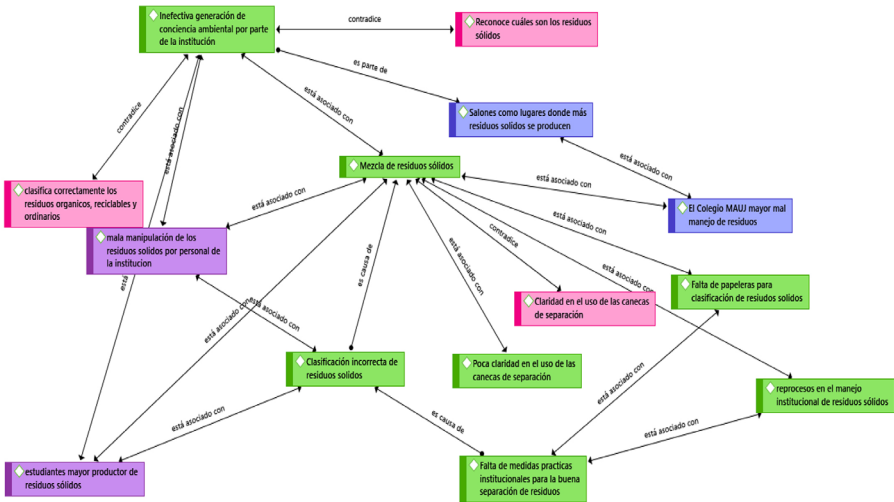 Inefectiva generación de
conciencia ambiental por parte
de la institución
contradice
Reconoce cuáles son los residuos
sólidos
es parte de
contradice
está asociado con
está asociado con
Salones como lugares donde más
residuos solidos se producen
está asociado con
Mezcla de residuos sólidos
está asociado con
clasifica correctamente los
residuos organicos, reciclables y
ordinarios
está asociado con
El Colegio MAUJ mayor mal
manejo de residuos
está asociado con
mala manipulación de los
residuos solidos por personal de
la institucion
contradice
está asociado con
es causa de
está asociado con
está
Falta de papeleras para
clasificación de resiudos solidos
Claridad en el uso de las canecas
de separación
está asociado con
está asociado con
Clasificación incorrecta de
residuos solidos
Poca claridad en el uso de las
canecas de separación
está asociado con
reprocesos en el manejo
institucional de residuos sólidos
está asociado con
es causa de
está asociado con
estudiantes mayor productor de
residuos sólidos
Falta de medidas practicas
institucionales para la buena
separación de residuos